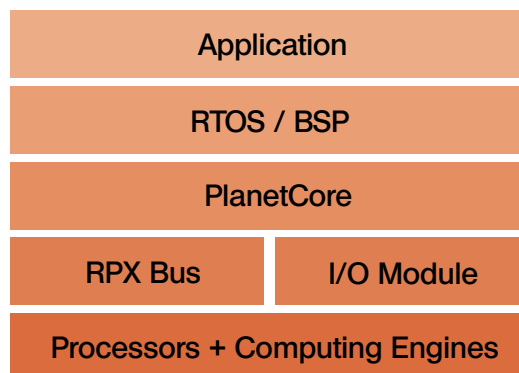 Application
RTOS / BSP
PlanetCore
RPX Bus
I/O Module
Processors + Computing Engines